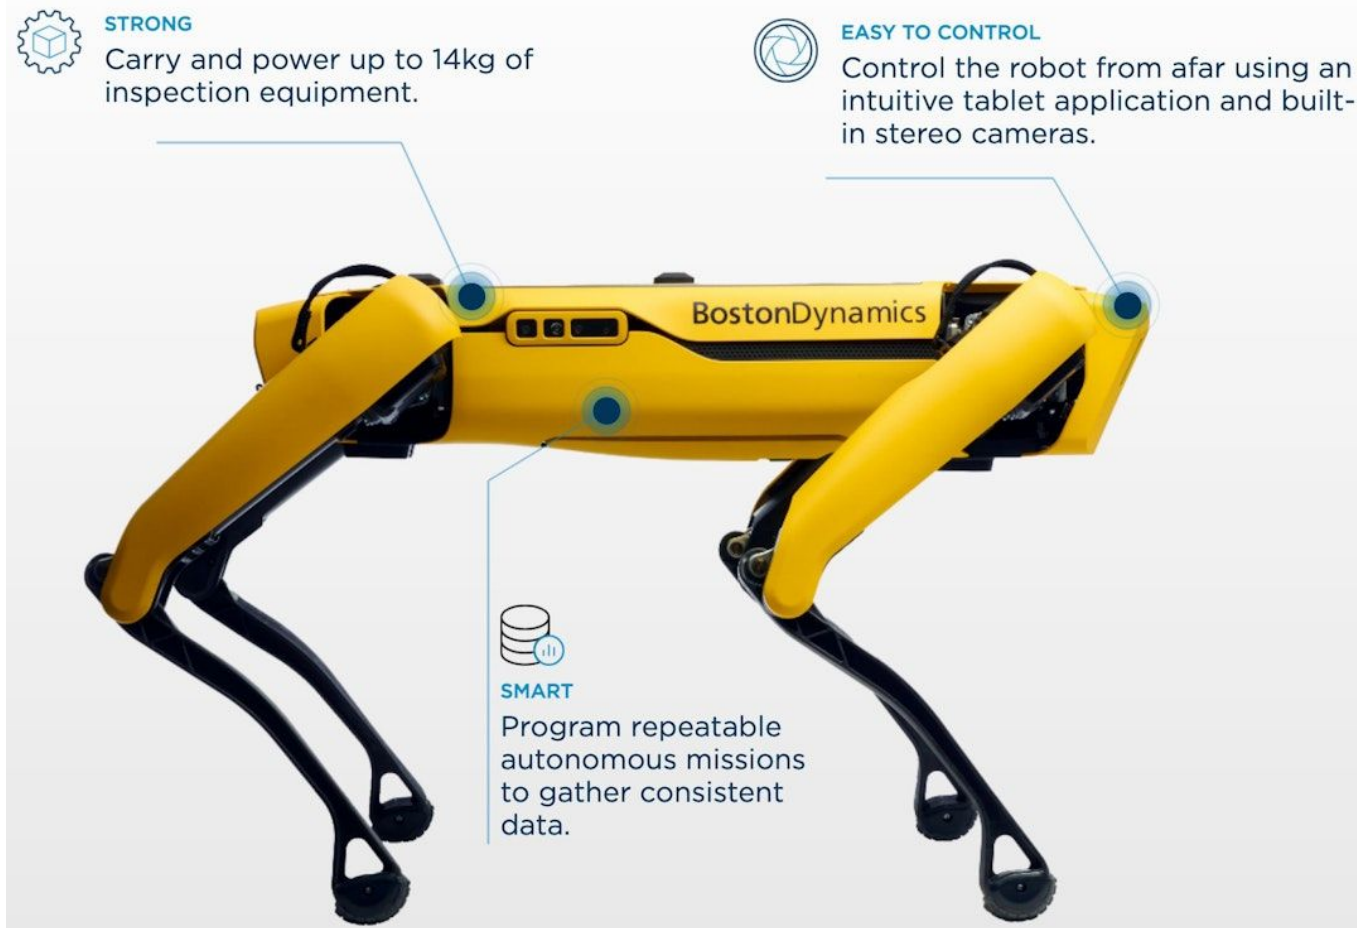 STRONG
Carry and power up to 14kg of
inspection equipment.
EASY TO CONTROL
Control the robot from afar using an
intuitive tablet application and built-
in stereo cameras.
BostonDynamics
SMART
Program repeatable
autonomous missions
to gather consistent
data.